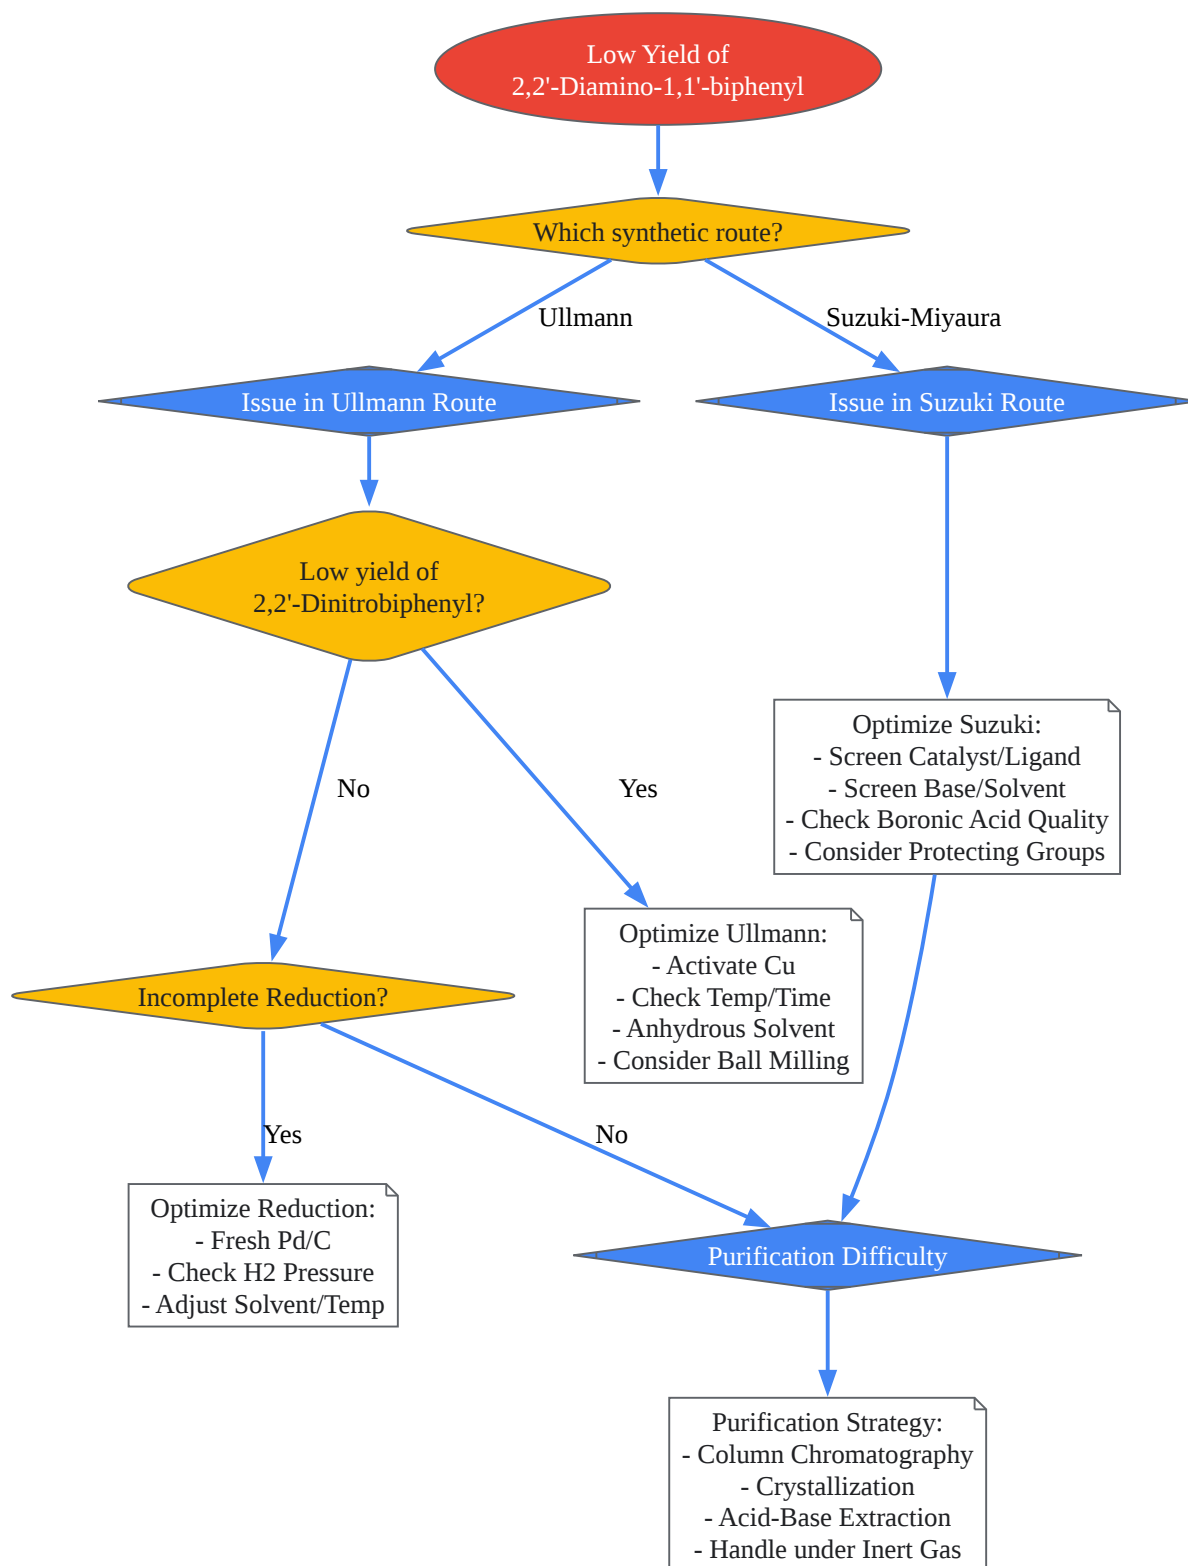 Low Yield of
2,2'-Diamino-1,1'-biphenyl
Which synthetic route?
Ullmann
Suzuki-Miyaura
Issue in Ullmann Route
Issue in Suzuki Route
Low yield of
2,2'-Dinitrobiphenyl?
Optimize Suzuki:
- Screen Catalyst/Ligand
- Screen Base/Solvent
- Check Boronic Acid Quality
- Consider Protecting Groups
No
Yes
Optimize Ullmann:
- Activate Cu
- Check Temp/Time
- Anhydrous Solvent
- Consider Ball Milling
Incomplete Reduction?
Yes
No
Optimize Reduction:
- Fresh Pd/C
- Check H2 Pressure
- Adjust Solvent/Temp
Purification Difficulty
Purification Strategy:
- Column Chromatography
- Crystallization
- Acid-Base Extraction
- Handle under Inert Gas